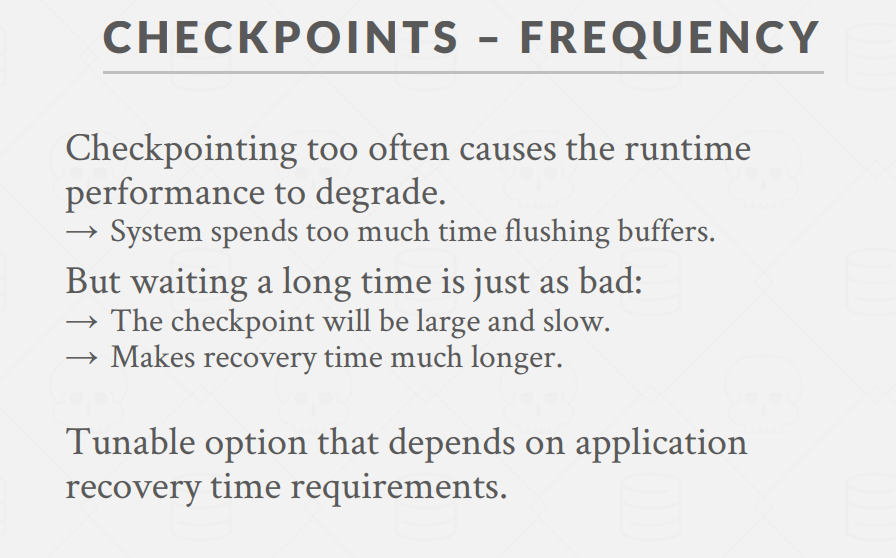 CHECKPOINTS – FREQUENCY
Checkpointing too often causes the runtime
performance to degrade.
→ System spends too much time flushing buffers.
But waiting a long time is just as bad:
→ The checkpoint will be large and slow.
→ Makes recovery time much longer.
Tunable option that depends on application
recovery time requirements.